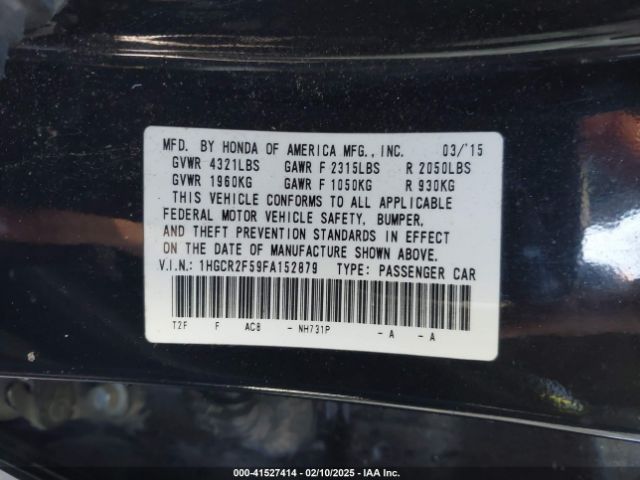 MFD. BY HONDA OF AMERICA MFG., INC. 03/'15
GVWR 4321LBS GAWR F 2315LBS R 2050LBS
GVWR 1960KG GAWR F 1050KG R 930KG
THIS VEHICLE CONFORMS TO ALL APPLICABLE
FEDERAL MOTOR VEHICLE SAFETY, BUMPER,
AND THEFT PREVENTION STANDARDS IN EFFECT
ON THE DATE OF MANUFACTURE SHOWN ABOVE.
V.I.N.: 1HGCR2F59FA152879 TYPE: PASSENGER CAR
T2F F AC8 - NH731P - A - A
000-41527414 — 02/10/2025 — IAA Inc.